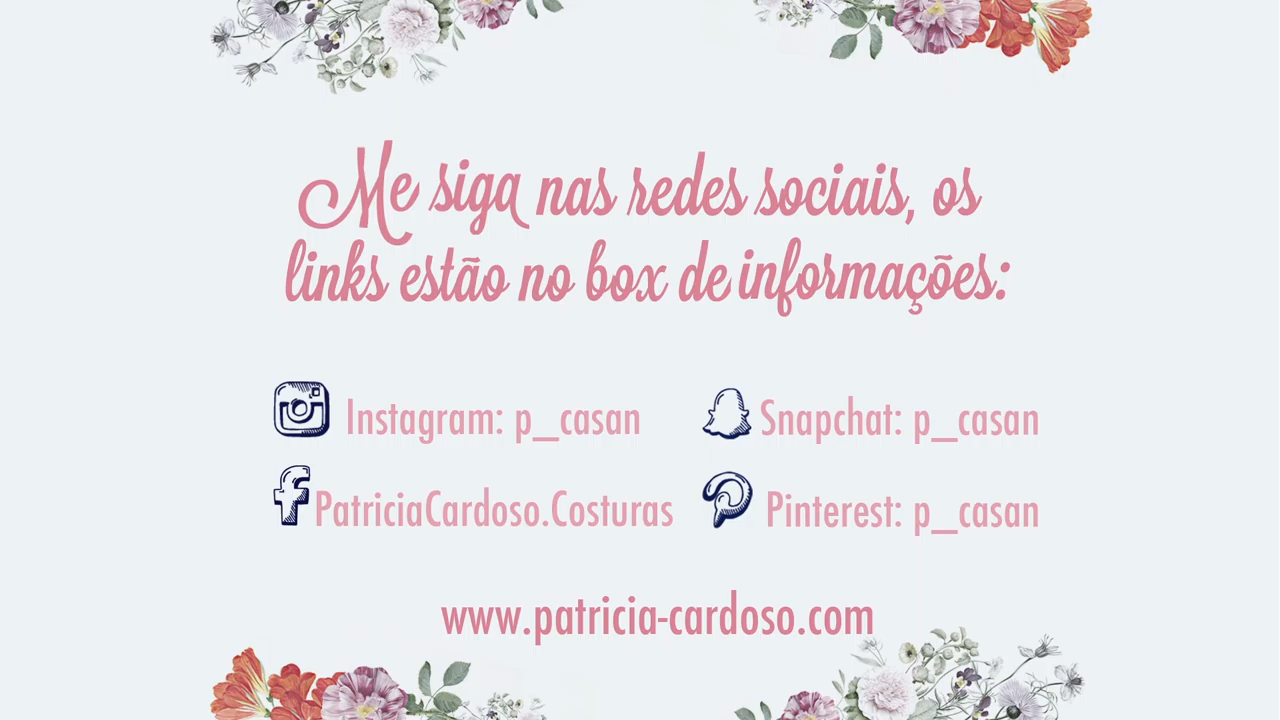 Me siga nas redes sociais, os
links estão no box de informações:
Instagram: p_casan
Snapchat: p_casan
PatriciaCardoso.Costuras
Pinterest: p_casan
www.patricia-cardoso.com